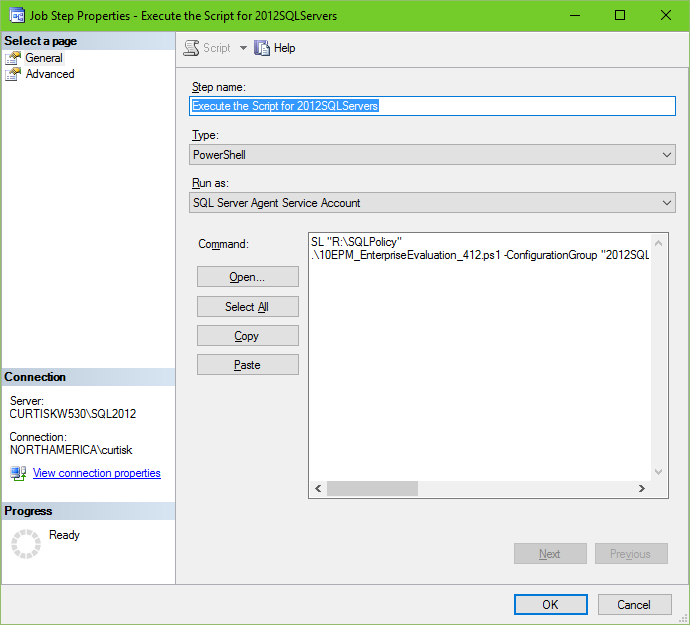 Job Step Properties - Execute the Script for 2012SQLServers
Select a page
General
Advanced
Script
Help
Step name:
Execute the Script for 2012SQLServers
Type:
PowerShell
Run as:
SQL Server Agent Service Account
Command:
SL "R:\SQLPolicy"
.\10EPM_EnterpriseEvaluation_412.ps1 -ConfigurationGroup "2012SQL
Open...
Select All
Copy
Paste
Connection
Server:
CURTISKW530\SQL2012
Connection:
NORTHAMERICA\curtisk
View connection properties
Progress
Ready
Next
Previous
OK
Cancel